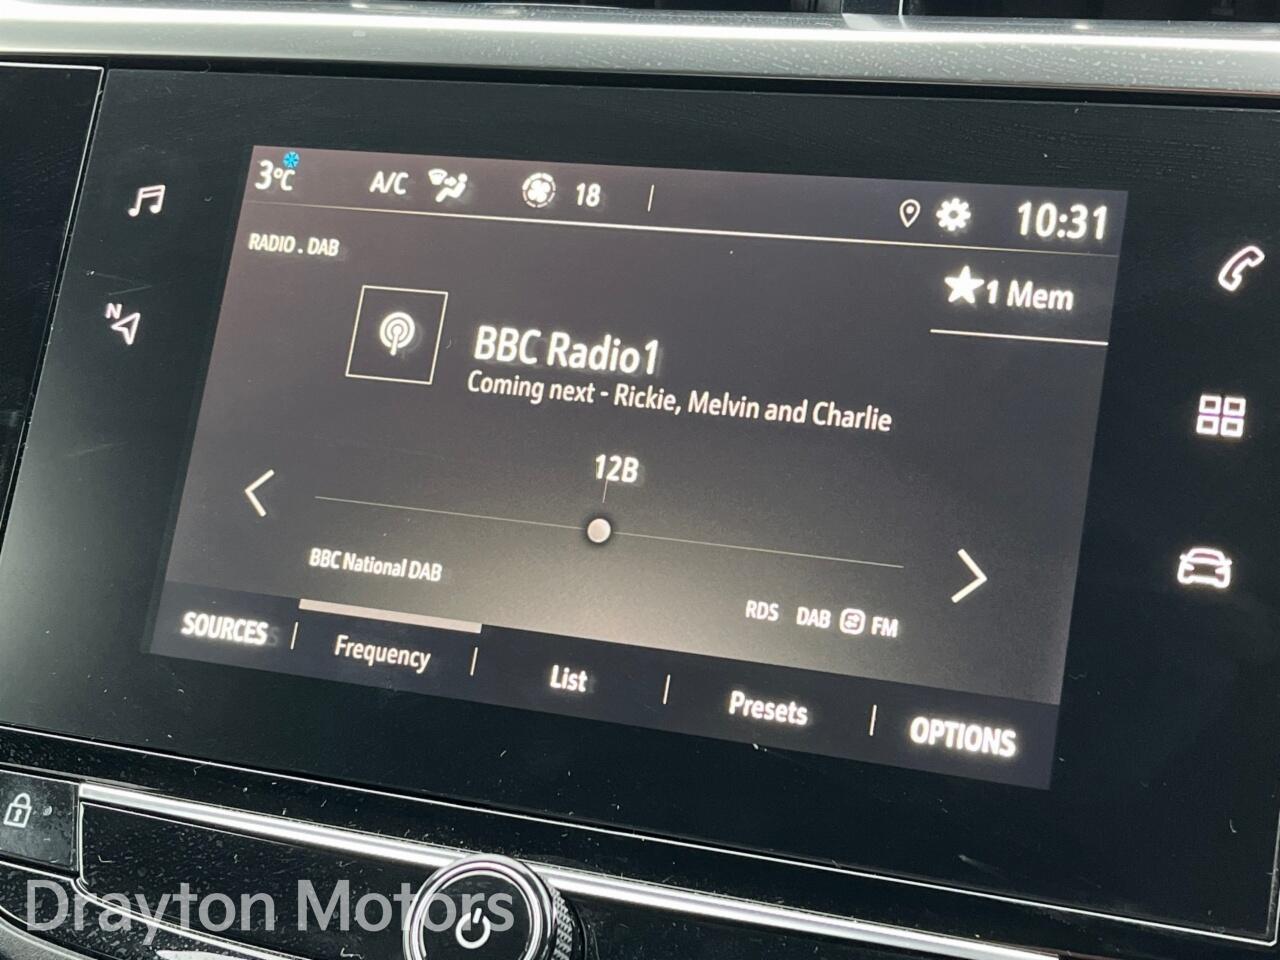 3°C A/C 18 10:31
RADIO . DAB
1 Mem
BBC Radio1
Coming next - Rickie, Melvin and Charlie
N
12B
BBC National DAB
RDS DAB FM
SOURCES Frequency List Presets OPTIONS
Drayton Motors